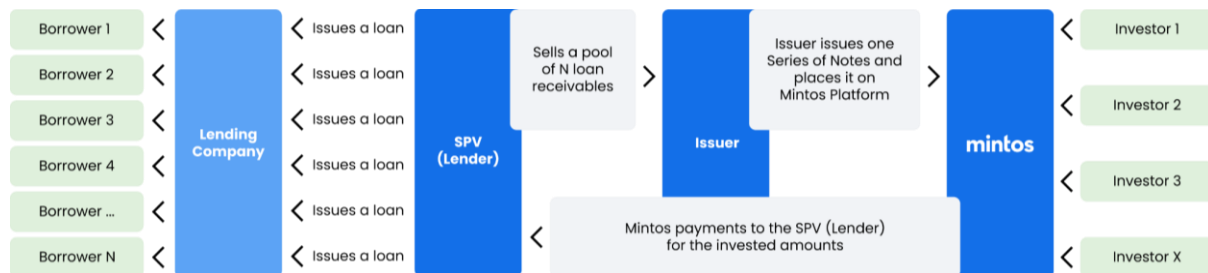 Borrower 1
Borrower 2
Borrower 3
Borrower 4
Borrower ...
Borrower N
Lending
Company
Issues a loan
Issues a loan
Issues a loan
Issues a loan
Issues a loan
Issues a loan
SPV
(Lender)
Sells a pool
of N loan
receivables
Issuer
Issuer issues one
Series of Notes and
places it on
Mintos Platform
Mintos payments to the SPV (Lender)
for the invested amounts
mintos
Investor 1
Investor 2
Investor 3
Investor X